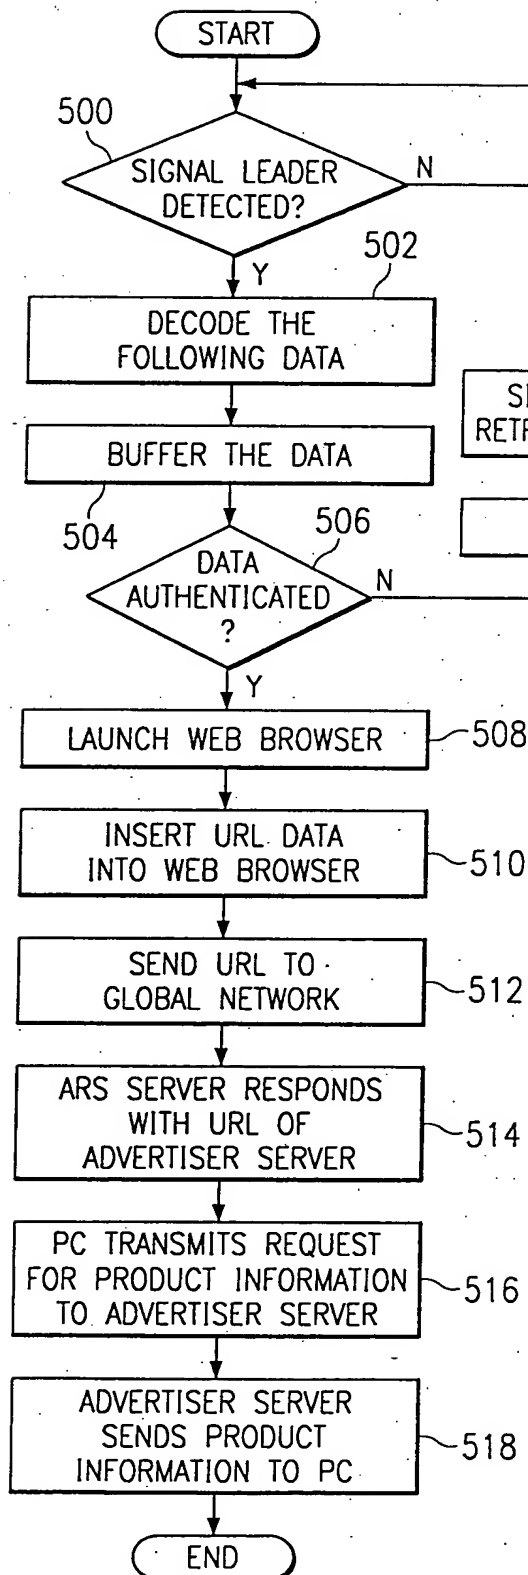 START
500
SIGNAL LEADER
DETECTED?
N
Y
502
DECODE THE
FOLLOWING DATA
BUFFER THE DATA
504
506
DATA
AUTHENTICATED
?
N
Y
LAUNCH WEB BROWSER
508
INSERT URL DATA
INTO WEB BROWSER
510
SEND URL TO
GLOBAL NETWORK
512
ARS SERVER RESPONDS
WITH URL OF
ADVERTISER SERVER
514
PC TRANSMITS REQUEST
FOR PRODUCT INFORMATION
TO ADVERTISER SERVER
516
ADVERTISER SERVER
SENDS PRODUCT
INFORMATION TO PC
518
END